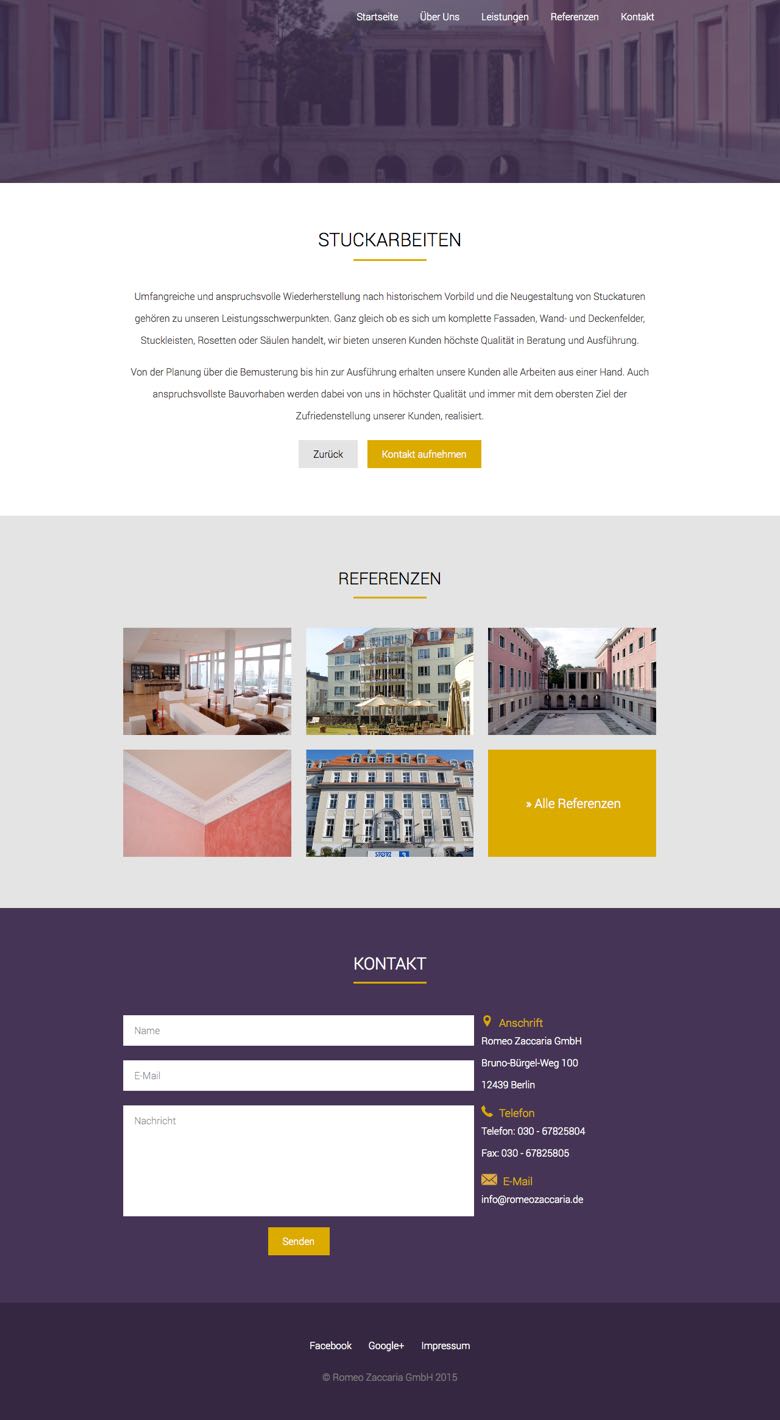 Startseite Über Uns Leistungen Referenzen Kontakt
STUCKARBEITEN
Umfangreiche und anspruchsvolle Wiederherstellung nach historischem Vorbild und die Neugestaltung von Stuckaturen
gehören zu unseren Leistungsschwerpunkten. Ganz gleich ob es sich um komplette Fassaden, Wand- und Deckenfelder,
Stuckleisten, Rosetten oder Säulen handelt, wir bieten unseren Kunden höchste Qualität in Beratung und Ausführung.
Von der Planung über die Bemusterung bis hin zur Ausführung erhalten unsere Kunden alle Arbeiten aus einer Hand. Auch
anspruchsvollste Bauvorhaben werden dabei von uns in höchster Qualität und immer mit dem obersten Ziel der
Zufriedenstellung unserer Kunden, realisiert.
Zurück Kontakt aufnehmen
REFERENZEN
» Alle Referenzen
KONTAKT
Name
E-Mail
Nachricht
Senden
Anschrift
Romeo Zaccaria GmbH
Bruno-Bürgel-Weg 100
12439 Berlin
Telefon
Telefon: 030 - 67825804
Fax: 030 - 67825805
E-Mail
info@romeozaccaria.de
Facebook Google+ Impressum
© Romeo Zaccaria GmbH 2015